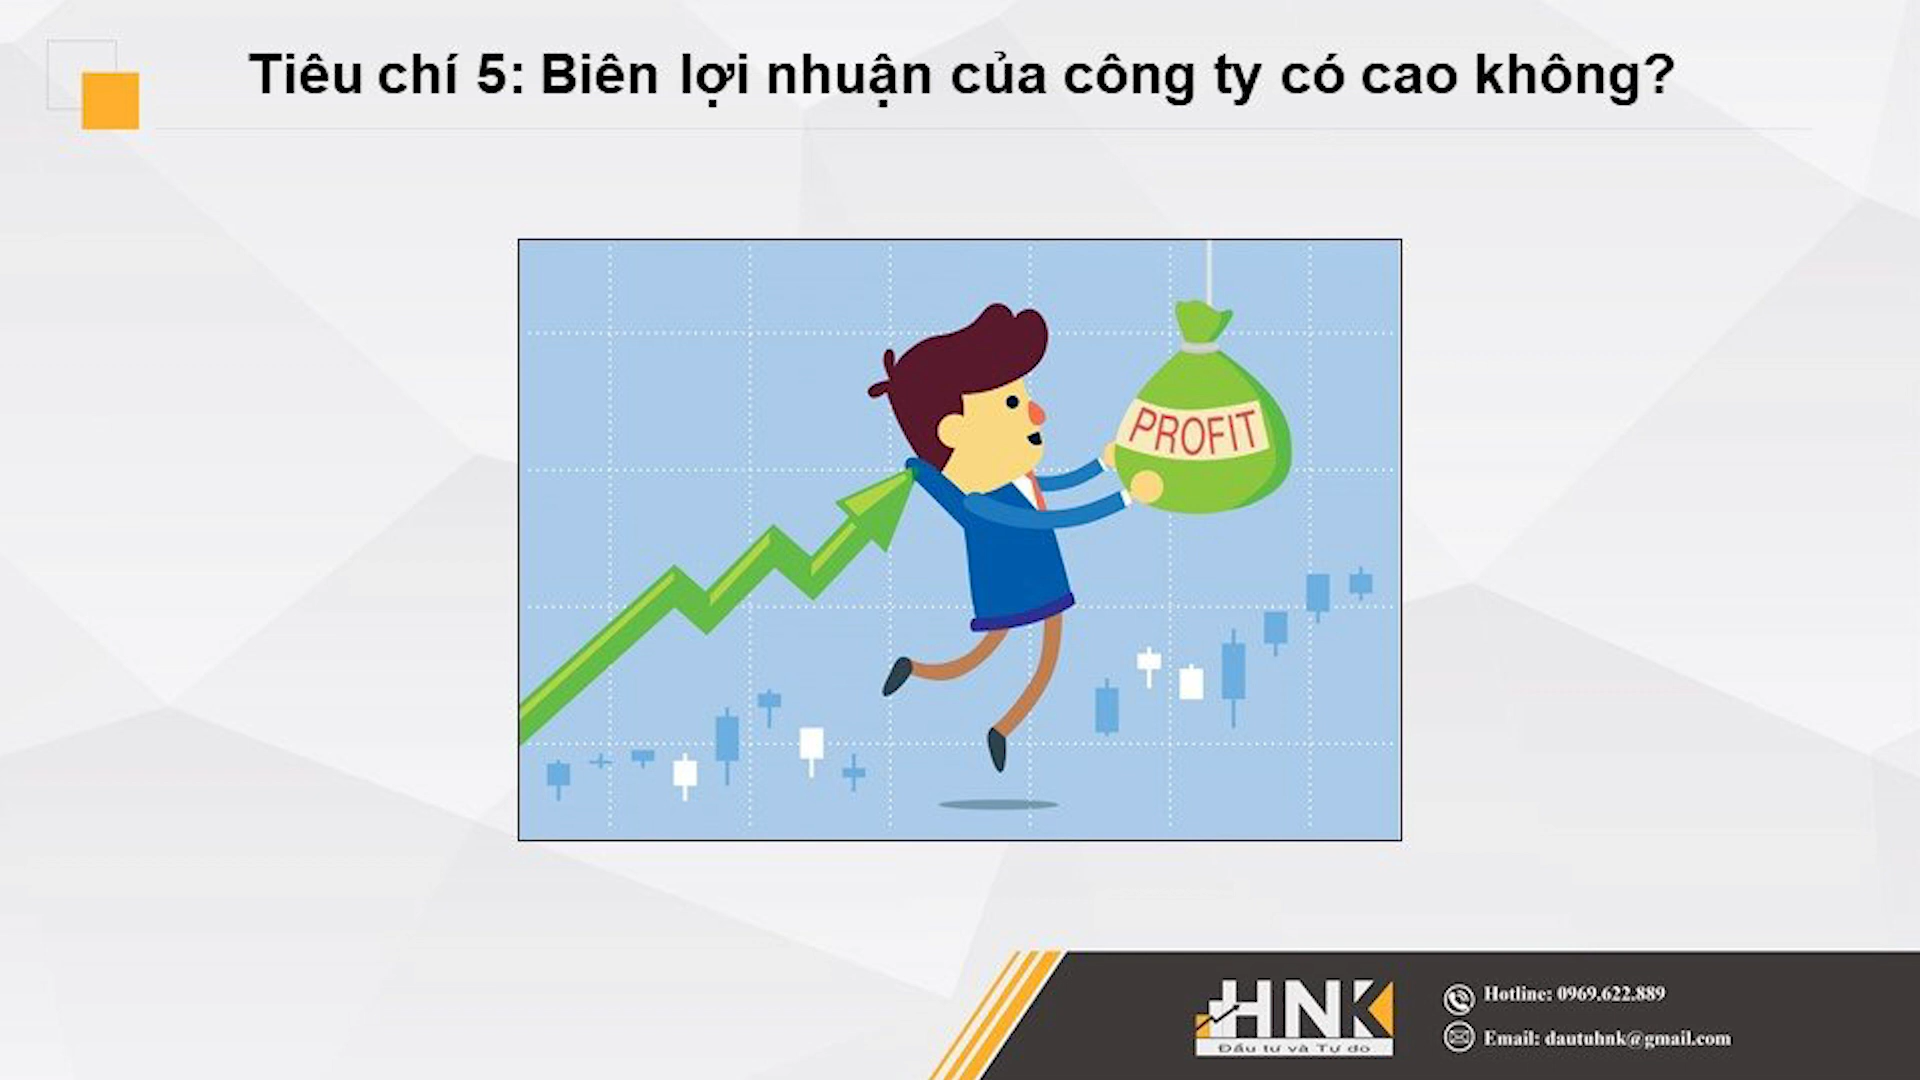 Tiêu chí 5: Biên lợi nhuận của công ty có cao không?
PROFIT
HNK
Đầu tư và Tự do
Hotline: 0969.622.889
Email: dautuhnk@gmail.com